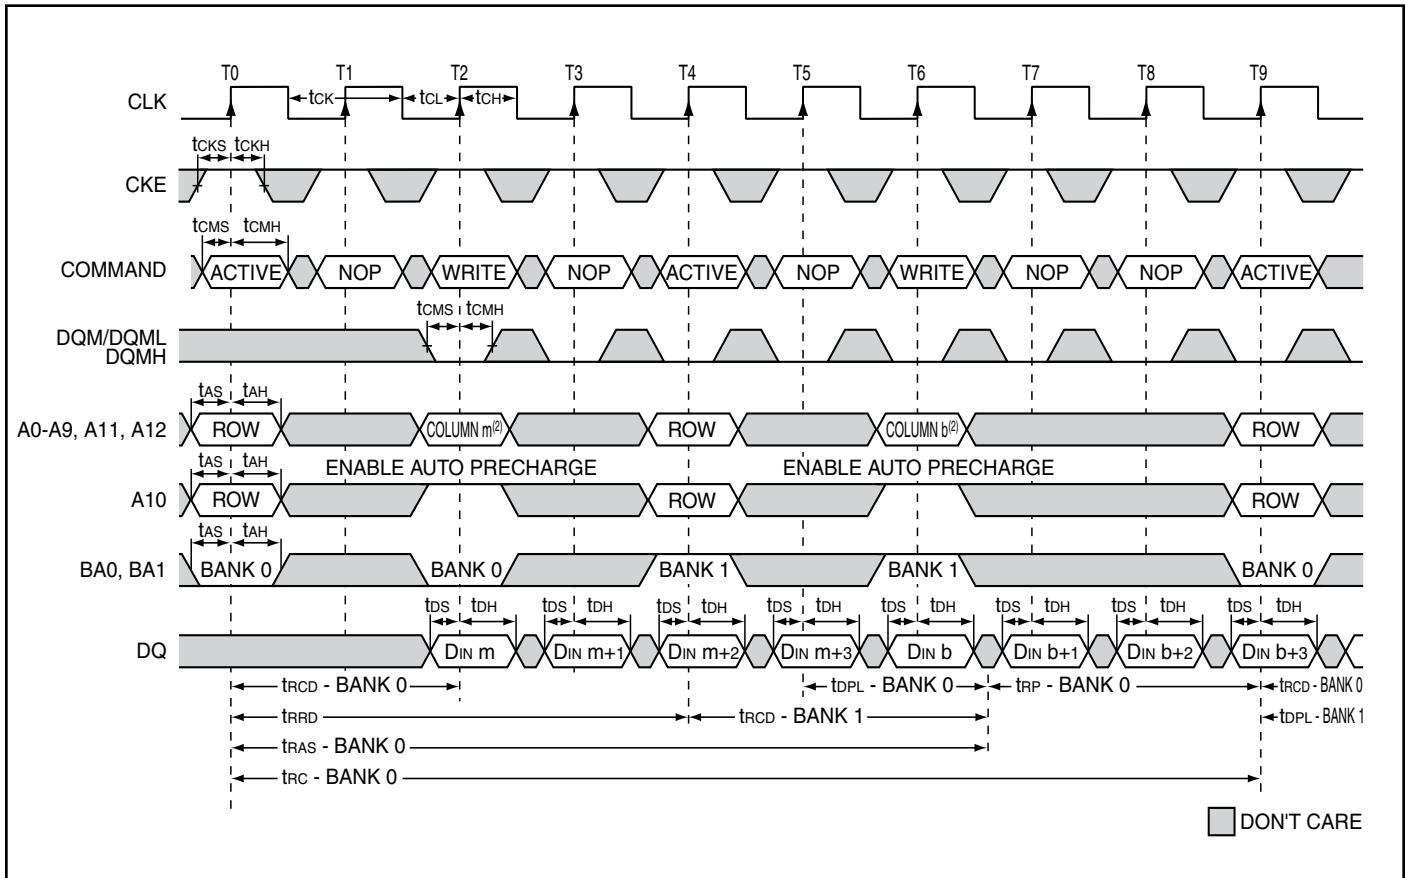 T0 T1 T2 T3 T4 T5 T6 T7 T8 T9
CLK tCK tCL tCH
tCKS tCKH
CKE
tCMS tCMH
COMMAND ACTIVE NOP WRITE NOP ACTIVE NOP WRITE NOP NOP ACTIVE
tCMS tCMH
DQM/DQML
DQMH
tAS tAH
A0-A9, A11, A12 ROW COLUMN m(2) ROW COLUMN b(2) ROW
tAS tAH ENABLE AUTO PRECHARGE ENABLE AUTO PRECHARGE
A10 ROW ROW ROW
tAS tAH
BA0, BA1 BANK 0 BANK 0 BANK 1 BANK 1 BANK 0
tDS tDH tDS tDH tDS tDH tDS tDH tDS tDH tDS tDH tDS tDH tDS tDH
DQ DIN m DIN m+1 DIN m+2 DIN m+3 DIN b DIN b+1 DIN b+2 DIN b+3
tRCD - BANK 0 tDPL - BANK 0 tRP - BANK 0 tRCD - BANK 0
tRRD tRCD - BANK 1 tDPL - BANK 1
tRAS - BANK 0
tRC - BANK 0
DON'T CARE